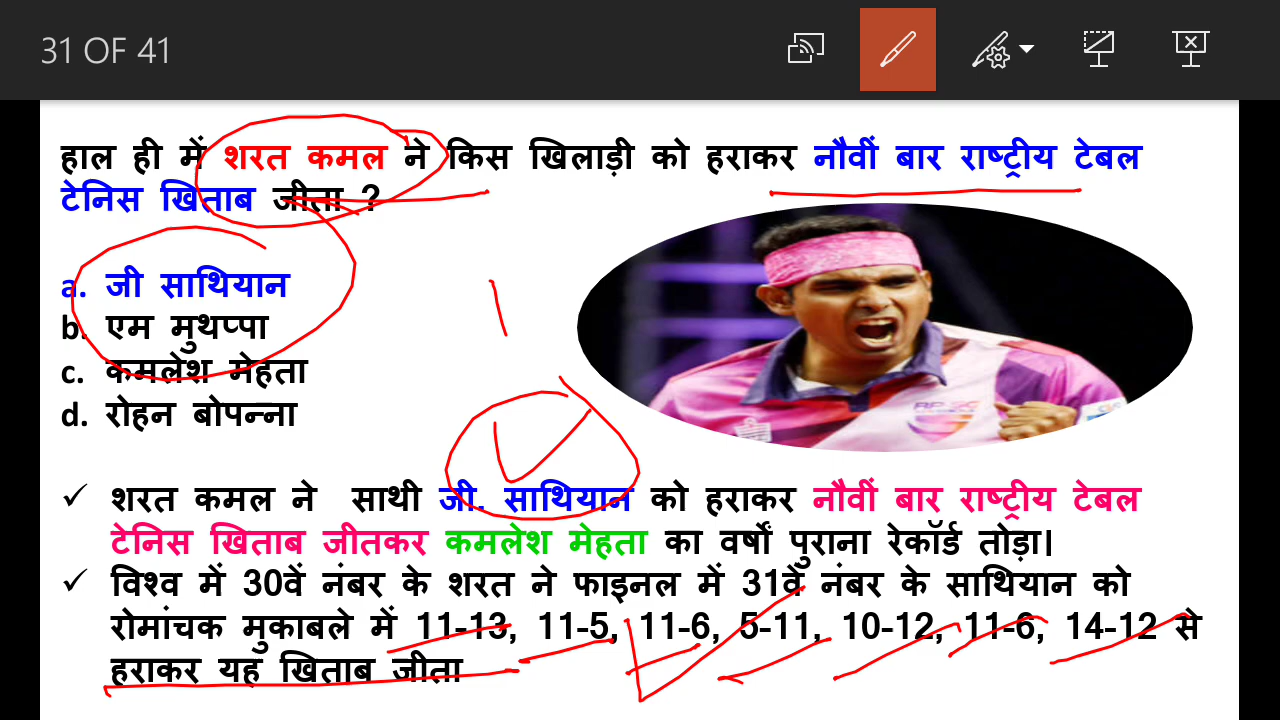 31 OF 41
हाल ही में शरत कमल ने किस खिलाड़ी को हराकर नौवीं बार राष्ट्रीय टेबल
टेनिस खिताब जीता ?
a. जी साथियान
b. एम मुथप्पा
c. कमलेश मेहता
d. रोहन बोपन्ना
✓ शरत कमल ने साथी जी. साथियान को हराकर नौवीं बार राष्ट्रीय टेबल
टेनिस खिताब जीतकर कमलेश मेहता का वर्षों पुराना रेकॉर्ड तोड़ा।
✓ विश्व में 30वें नंबर के शरत ने फाइनल में 31वें नंबर के साथियान को
रोमांचक मुकाबले में 11-13, 11-5, 11-6, 5-11, 10-12, 11-6, 14-12 से
हराकर यह खिताब जीता